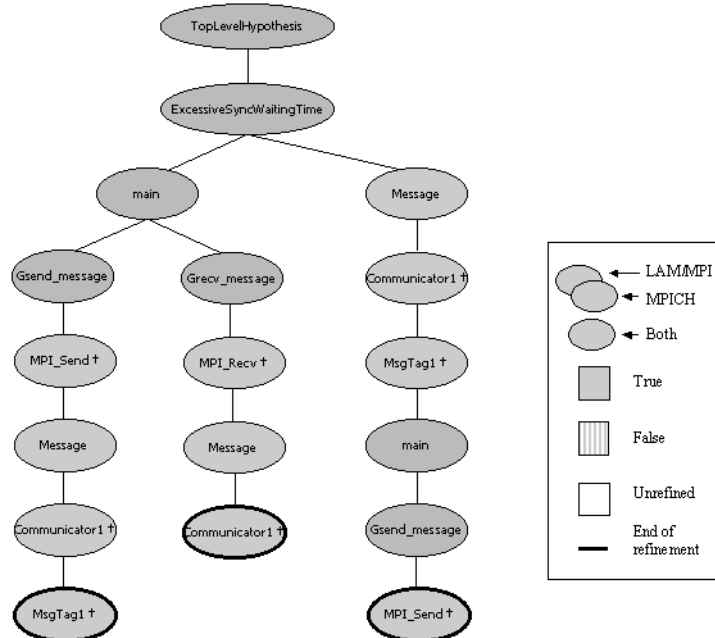 TopLevelHypothesis
ExcessiveSyncWaitingTime
main
Message
Gsend_message
Grecv_message
Communicator1 †
MPI_Send †
MPI_Recv †
MsgTag1 †
Message
Message
main
Communicator1 †
Communicator1 †
Gsend_message
MsgTag1 †
MPI_Send †
LAM/MPI
MPICH
Both
True
False
Unrefined
End of
refinement